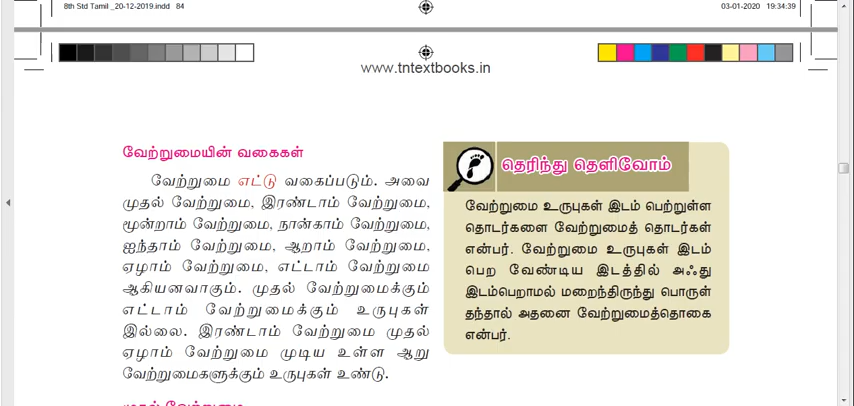 8th Std Tamil _20-12-2019.indd 84
03-01-2020 19:34:39
www.tntextbooks.in
வேற்றுமையின் வகைகள்
வேற்றுமை எட்டு வகைப்படும். அவை
முதல் வேற்றுமை, இரண்டாம் வேற்றுமை,
மூன்றாம் வேற்றுமை, நான்காம் வேற்றுமை,
ஐந்தாம் வேற்றுமை, ஆறாம் வேற்றுமை,
ஏழாம் வேற்றுமை, எட்டாம் வேற்றுமை
ஆகியனவாகும். முதல் வேற்றுமைக்கும்
எட்டாம் வேற்றுமைக்கும் உருபுகள்
இல்லை. இரண்டாம் வேற்றுமை முதல்
ஏழாம் வேற்றுமை முடிய உள்ள ஆறு
வேற்றுமைகளுக்கும் உருபுகள் உண்டு.
தெரிந்து தெளிவோம்
வேற்றுமை உருபுகள் இடம் பெற்றுள்ள
தொடர்களை வேற்றுமைத் தொடர்கள்
என்பர். வேற்றுமை உருபுகள் இடம்
பெற வேண்டிய இடத்தில் அஃது
இடம்பெறாமல் மறைந்திருந்து பொருள்
தந்தால் அதனை வேற்றுமைத்தொகை
என்பர்.
முதல் வேற்றுமை